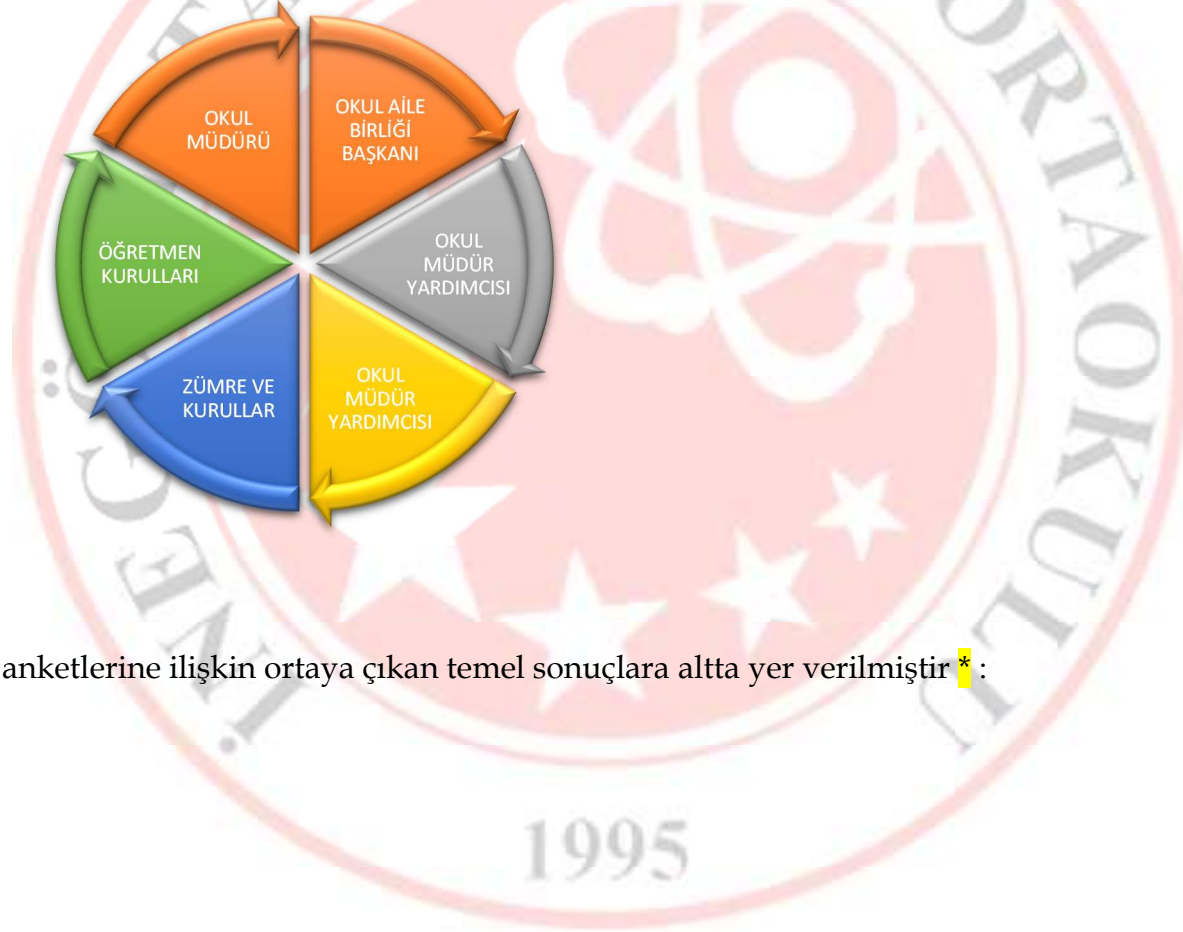 OKUL
MÜDÜRÜ
OKUL AİLE
BİRLİĞİ
BAŞKANI
OKUL
MÜDÜR
YARDIMCISI
OKUL
MÜDÜR
YARDIMCISI
ZÜMRE VE
KURULLAR
ÖĞRETMEN
KURULLARI
anketlerine ilişkin ortaya çıkan temel sonuçlara altta yer verilmiştir * :
ORTAOKULU
1995